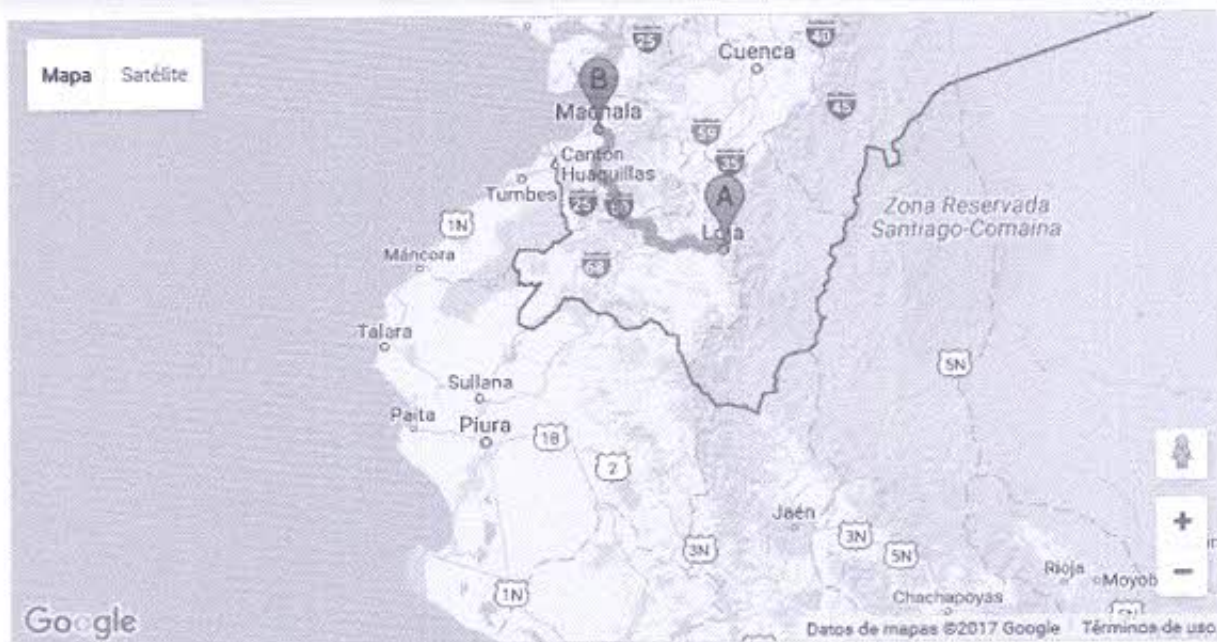 Mapa Satélite
25
40
Cuenca
B
45
Machala
59
35
Cantón
Huaquillas
A
Tumbes
25
50
Zona Reservada
Santiago-Comaina
1N
Loja
Máncora
68
Talara
5N
Sullana
Paita
Piura
1B
2
Jaén
3N
3N
5N
+
Rioja
Moyob
−
1N
Chachapoyas
5N
Google
Datos de mapas ©2017 Google Términos de uso